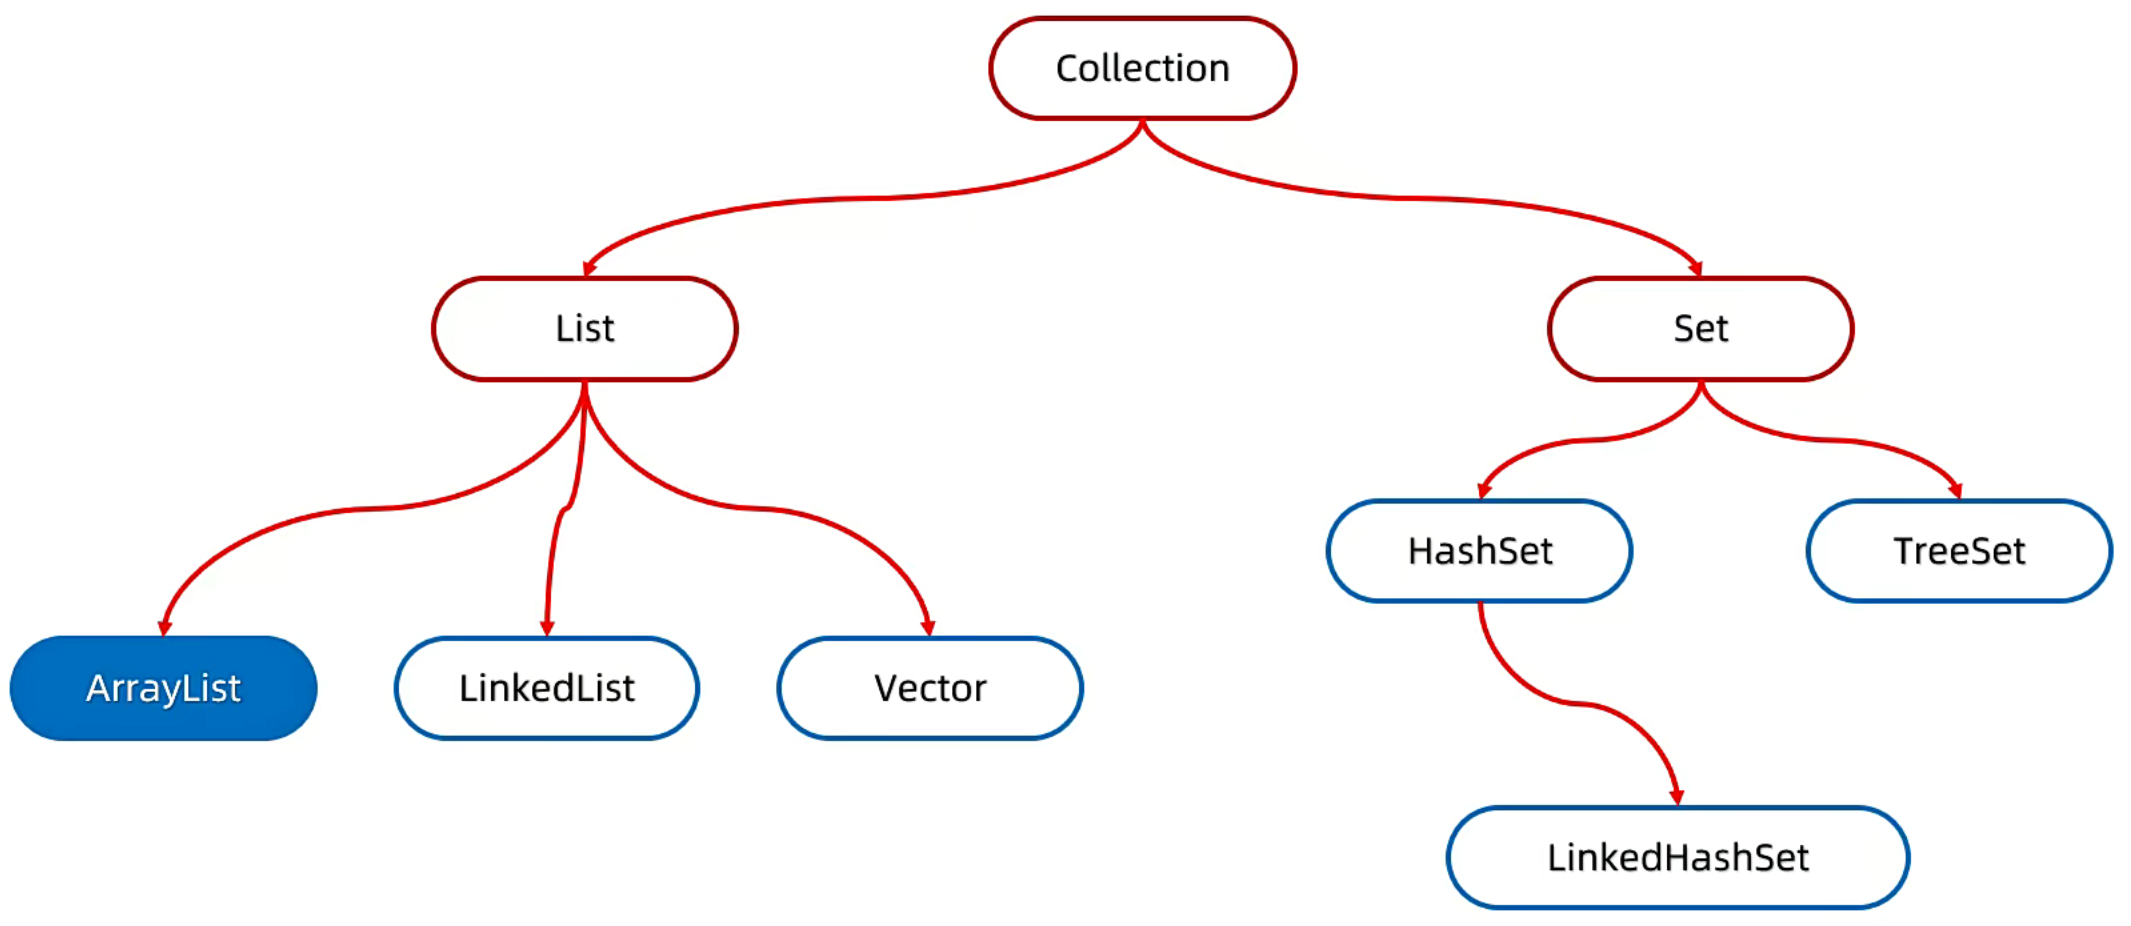 Collection
List
Set
HashSet
TreeSet
ArrayList
LinkedList
Vector
LinkedHashSet